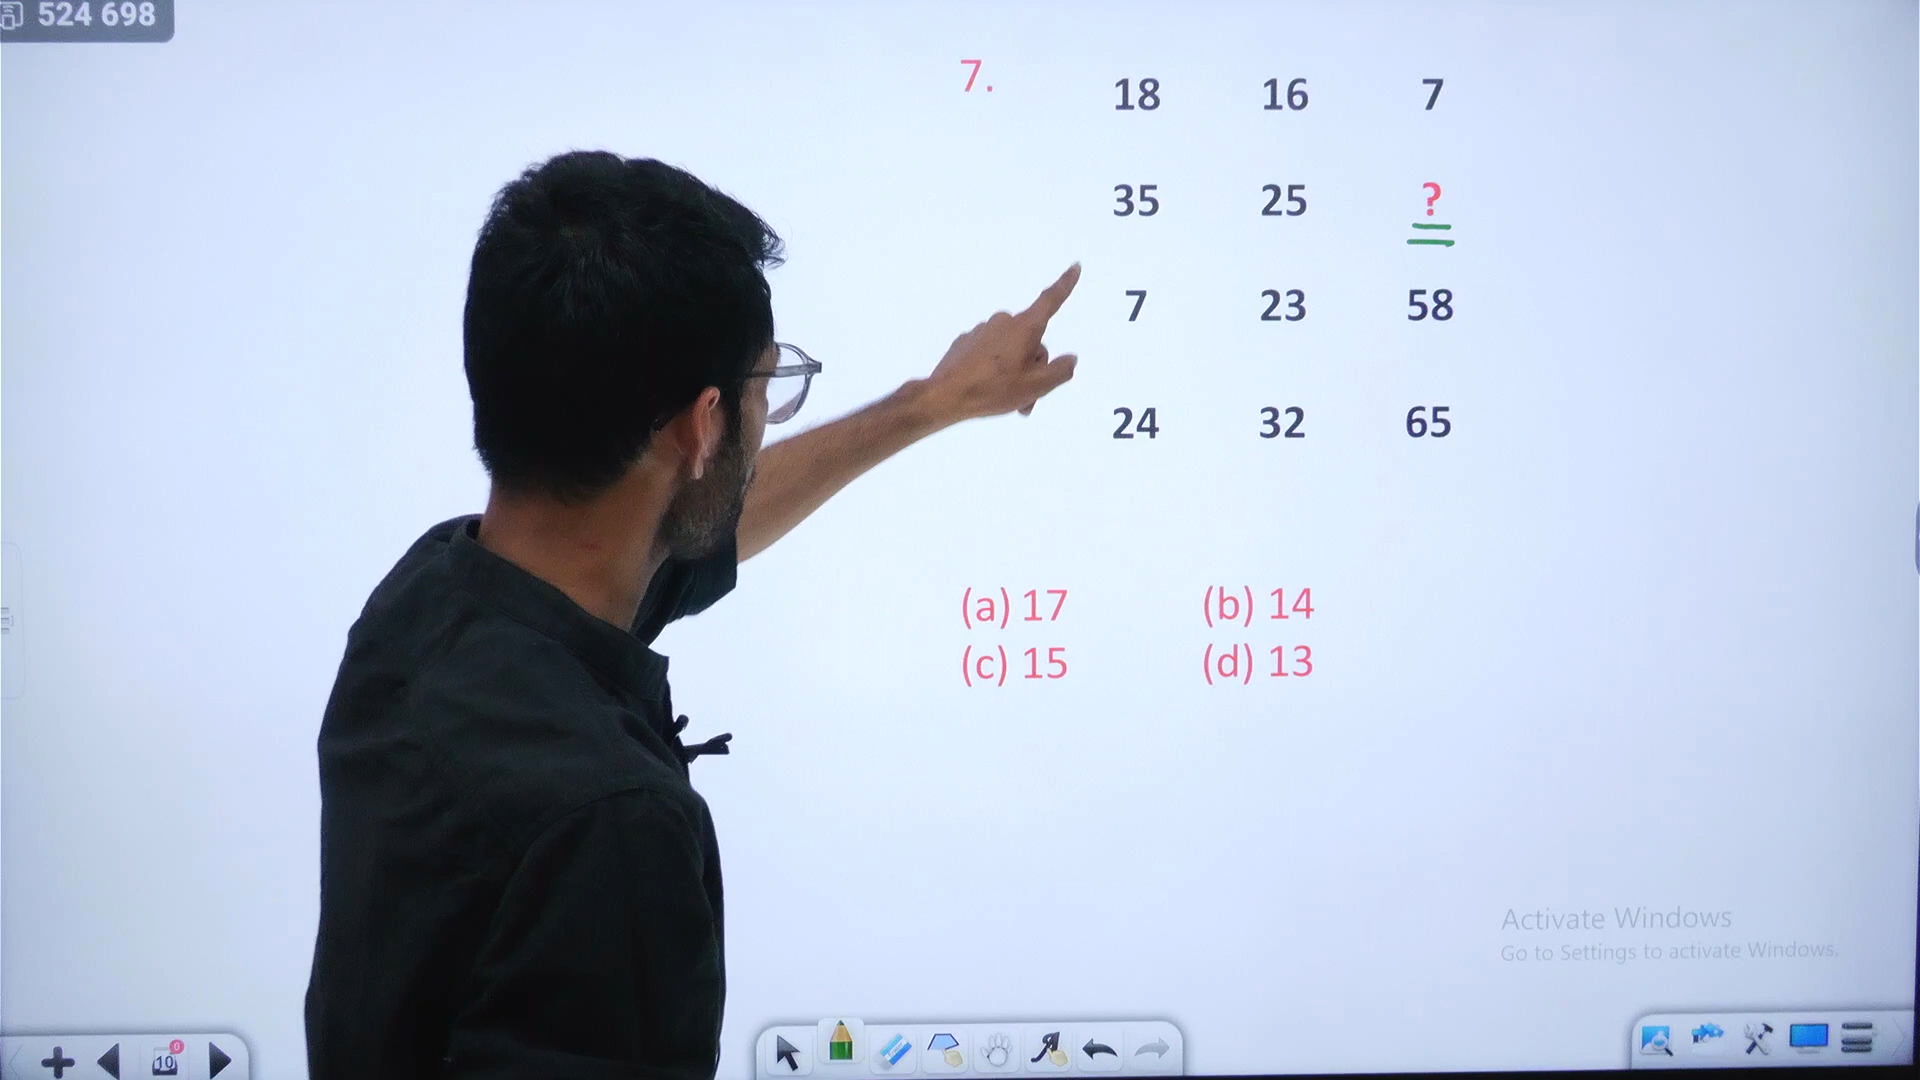 524 698
7.
18 16 7
35 25 ?
7 23 58
24 32 65
(a) 17 (b) 14
(c) 15 (d) 13
Activate Windows
Go to Settings to activate Windows.
10